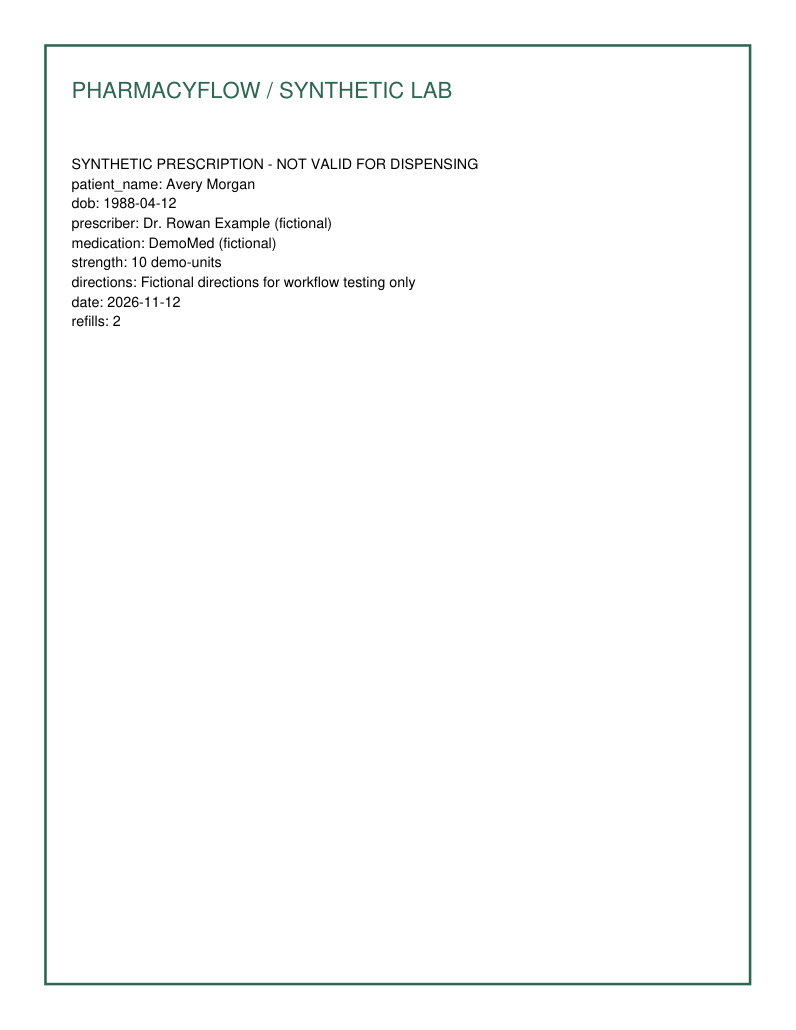 PHARMACYFLOW / SYNTHETIC LAB
SYNTHETIC PRESCRIPTION - NOT VALID FOR DISPENSING
patient_name: Avery Morgan
dob: 1988-04-12
prescriber: Dr. Rowan Example (fictional)
medication: DemoMed (fictional)
strength: 10 demo-units
directions: Fictional directions for workflow testing only
date: 2026-11-12
refills: 2